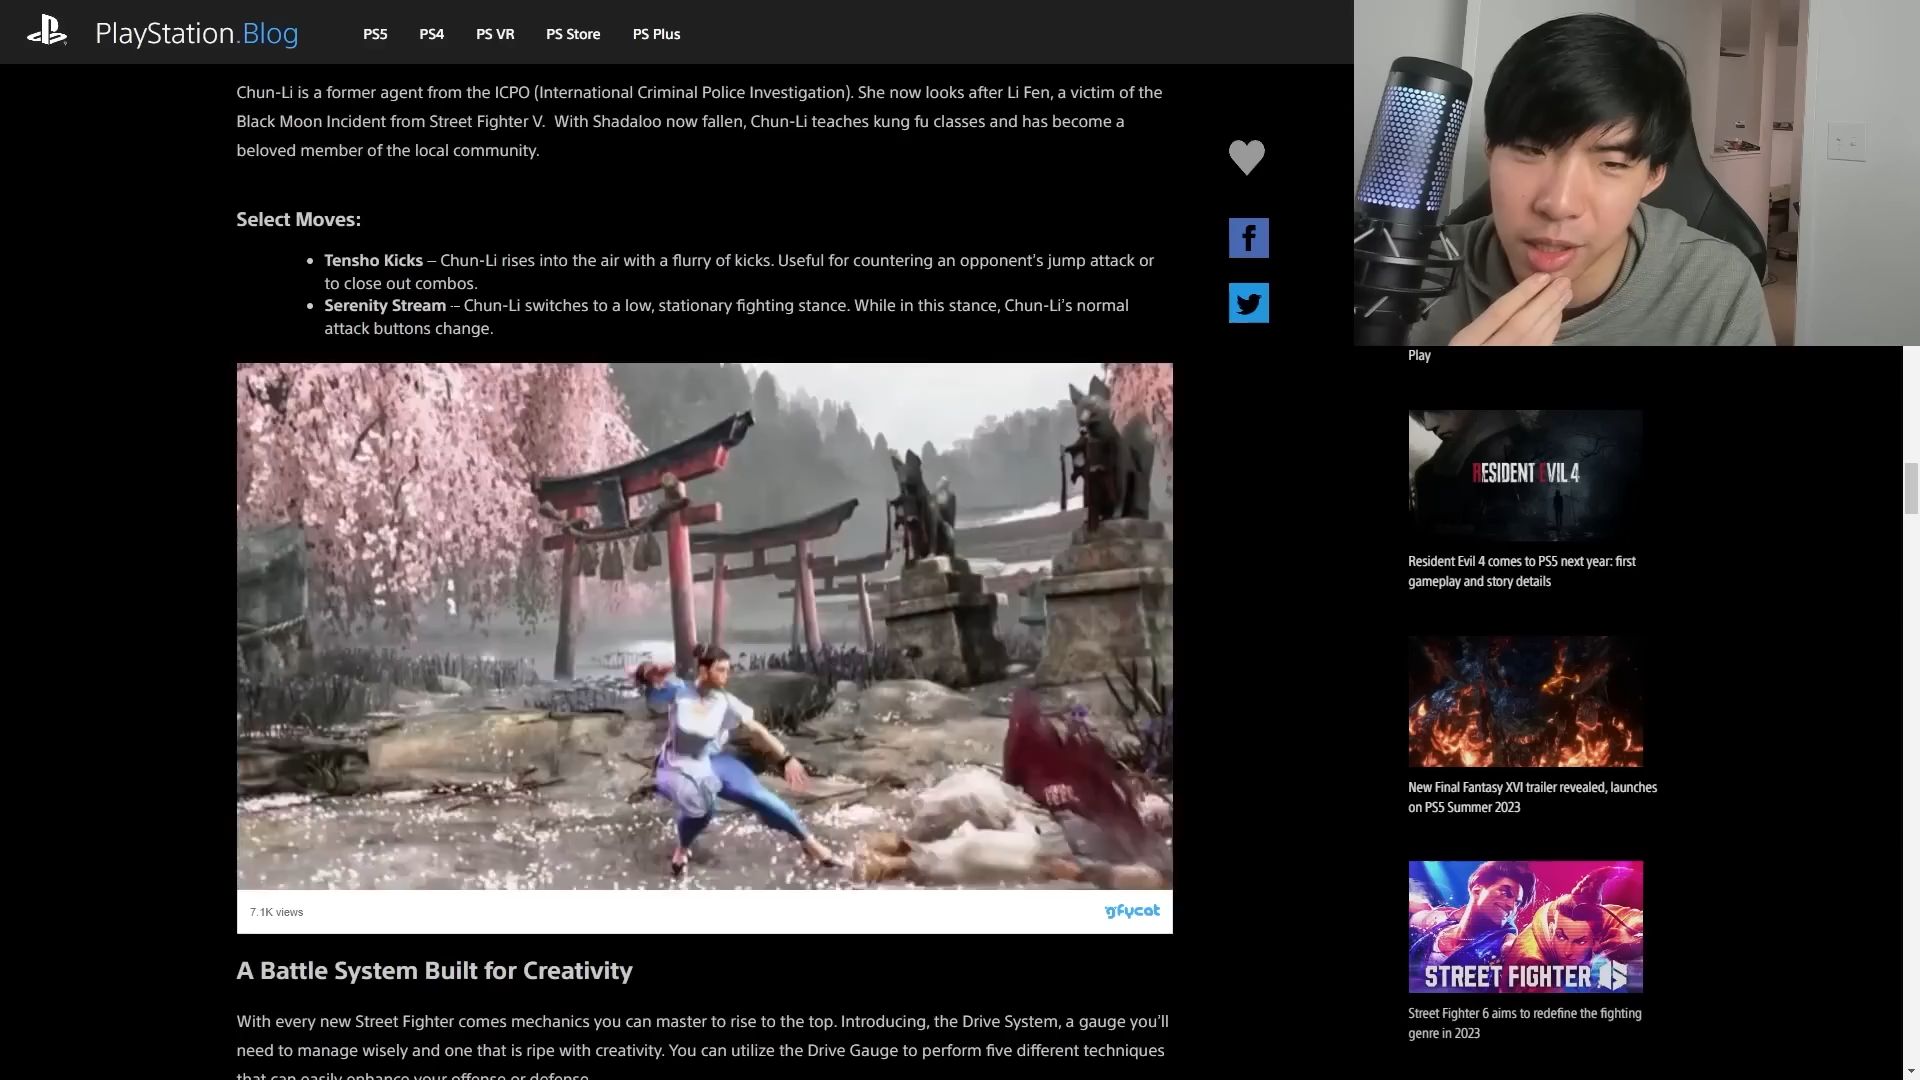 PlayStation.Blog
PS5
PS4
PS VR
PS Store
PS Plus
Chun-Li is a former agent from the ICPO (International Criminal Police Investigation). She now looks after Li Fen, a victim of the
Black Moon Incident from Street Fighter V.  With Shadaloo now fallen, Chun-Li teaches kung fu classes and has become a
beloved member of the local community.
Select Moves:
• Tensho Kicks – Chun-Li rises into the air with a flurry of kicks. Useful for countering an opponent's jump attack or
to close out combos.
• Serenity Stream -– Chun-Li switches to a low, stationary fighting stance. While in this stance, Chun-Li's normal
attack buttons change.
7.1K views
gfycat
A Battle System Built for Creativity
With every new Street Fighter comes mechanics you can master to rise to the top. Introducing, the Drive System, a gauge you'll
need to manage wisely and one that is ripe with creativity. You can utilize the Drive Gauge to perform five different techniques
that can easily enhance your offense or defense.
Play
RESIDENT EVIL 4
Resident Evil 4 comes to PS5 next year: first
gameplay and story details
New Final Fantasy XVI trailer revealed, launches
on PS5 Summer 2023
STREET FIGHTER 6
Street Fighter 6 aims to redefine the fighting
genre in 2023